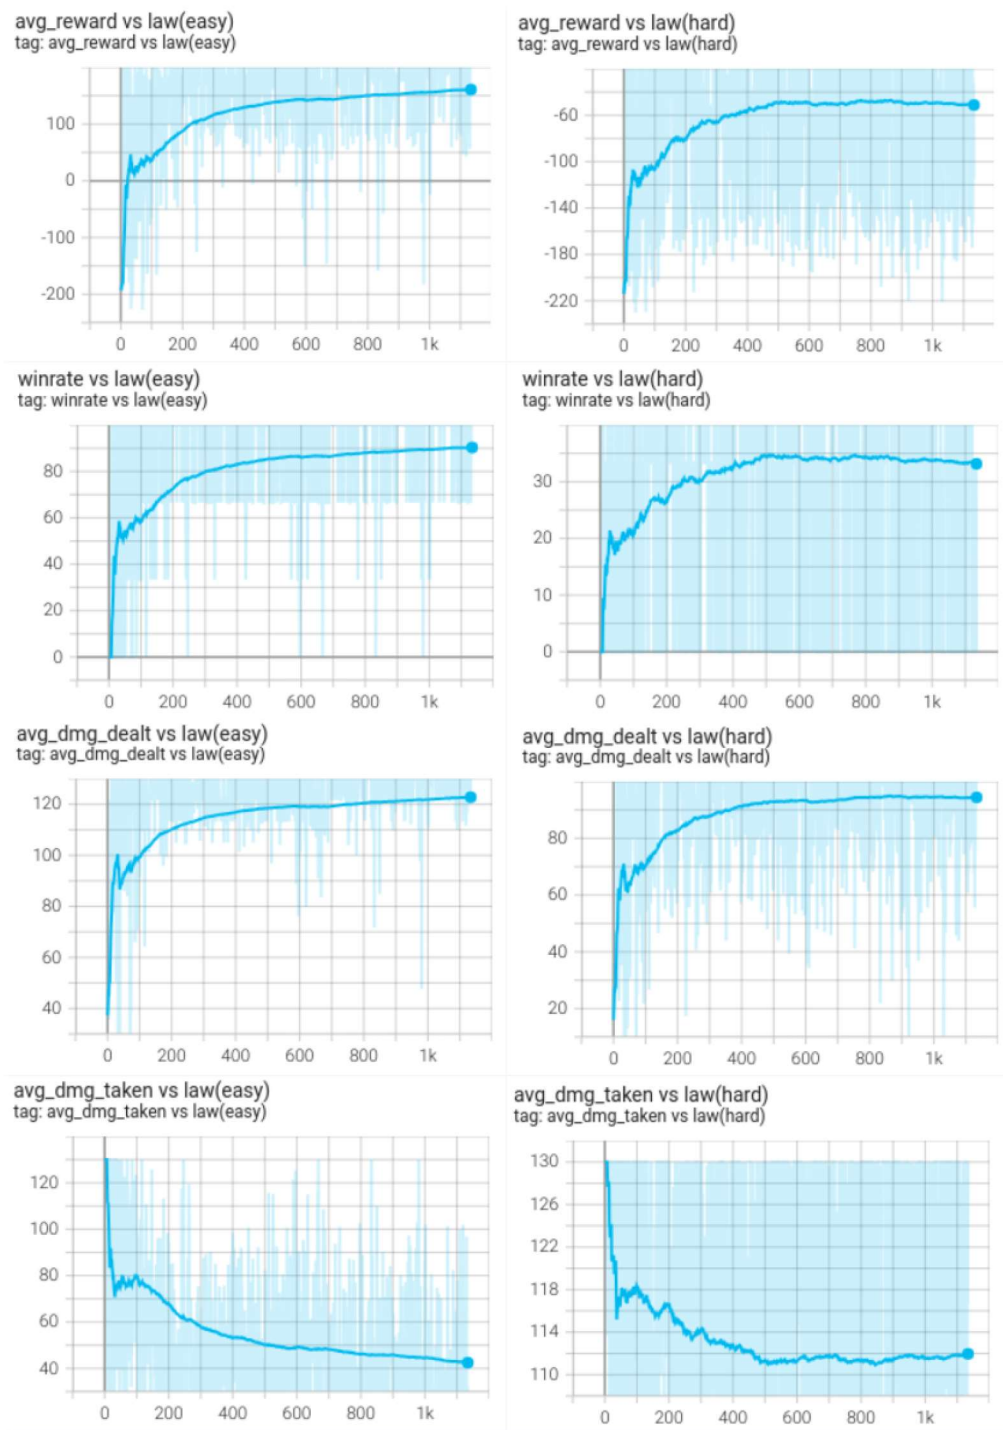 avg_reward vs law(easy)
tag: avg_reward vs law(easy)
100
0
-100
-200
0 200 400 600 800 1k
avg_reward vs law(hard)
tag: avg_reward vs law(hard)
-60
-100
-140
-180
-220
0 200 400 600 800 1k
winrate vs law(easy)
tag: winrate vs law(easy)
80
60
40
20
0
0 200 400 600 800 1k
winrate vs law(hard)
tag: winrate vs law(hard)
30
20
10
0
0 200 400 600 800 1k
avg_dmg_dealt vs law(easy)
tag: avg_dmg_dealt vs law(easy)
120
100
80
60
40
0 200 400 600 800 1k
avg_dmg_dealt vs law(hard)
tag: avg_dmg_dealt vs law(hard)
80
60
40
20
0 200 400 600 800 1k
avg_dmg_taken vs law(easy)
tag: avg_dmg_taken vs law(easy)
120
100
80
60
40
0 200 400 600 800 1k
avg_dmg_taken vs law(hard)
tag: avg_dmg_taken vs law(hard)
130
126
122
118
114
110
0 200 400 600 800 1k